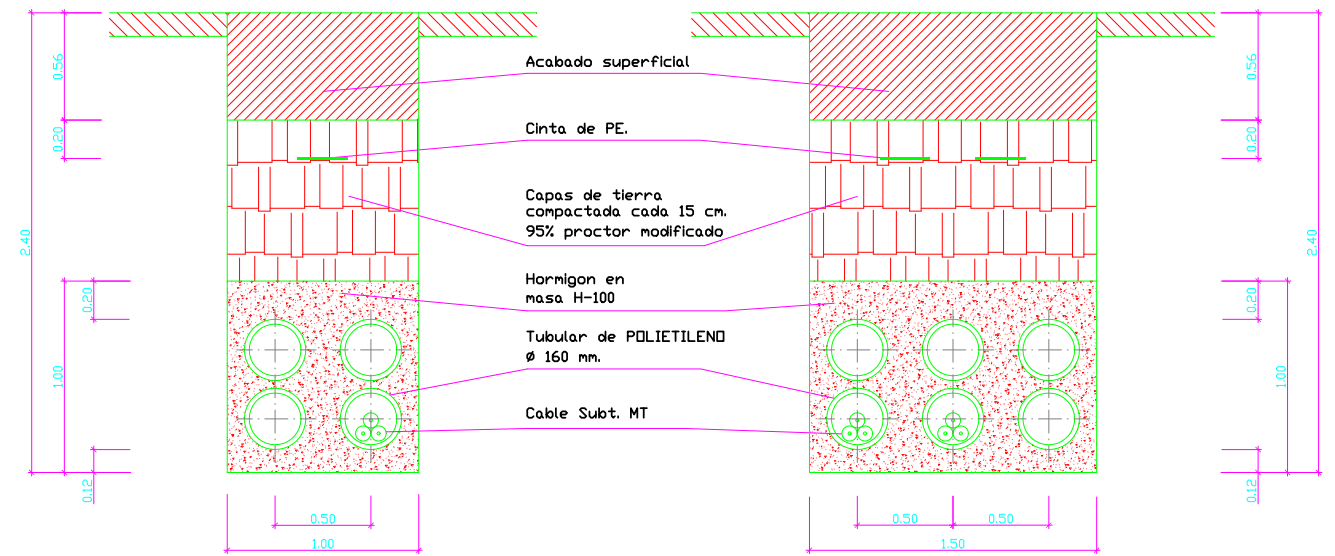 Acabado superficial
Cinta de PE.
Capas de tierra
compactada cada 15 cm.
95% proctor modificado
Hormigon en
masa H-100
Tubular de POLIETILENO
Ø 160 mm.
Cable Subt. MT
0.56
0.20
2.40
0.20
1.00
0.12
0.50
1.00
0.56
0.20
2.40
0.20
1.00
0.12
0.50
0.50
1.50